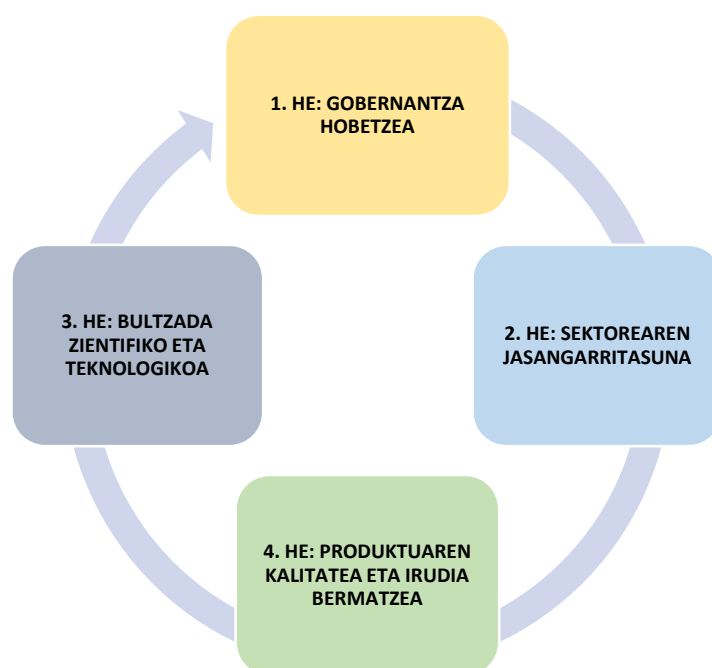 1. HE: GOBERNANTZA
HOBETZEA
2. HE: SEKTOREAREN
JASANGARRITASUNA
3. HE: BULTZADA
ZIENTIFIKO ETA
TEKNOLOGIKOA
4. HE: PRODUKTUAREN
KALITATEA ETA IRUDIA
BERMATZEA